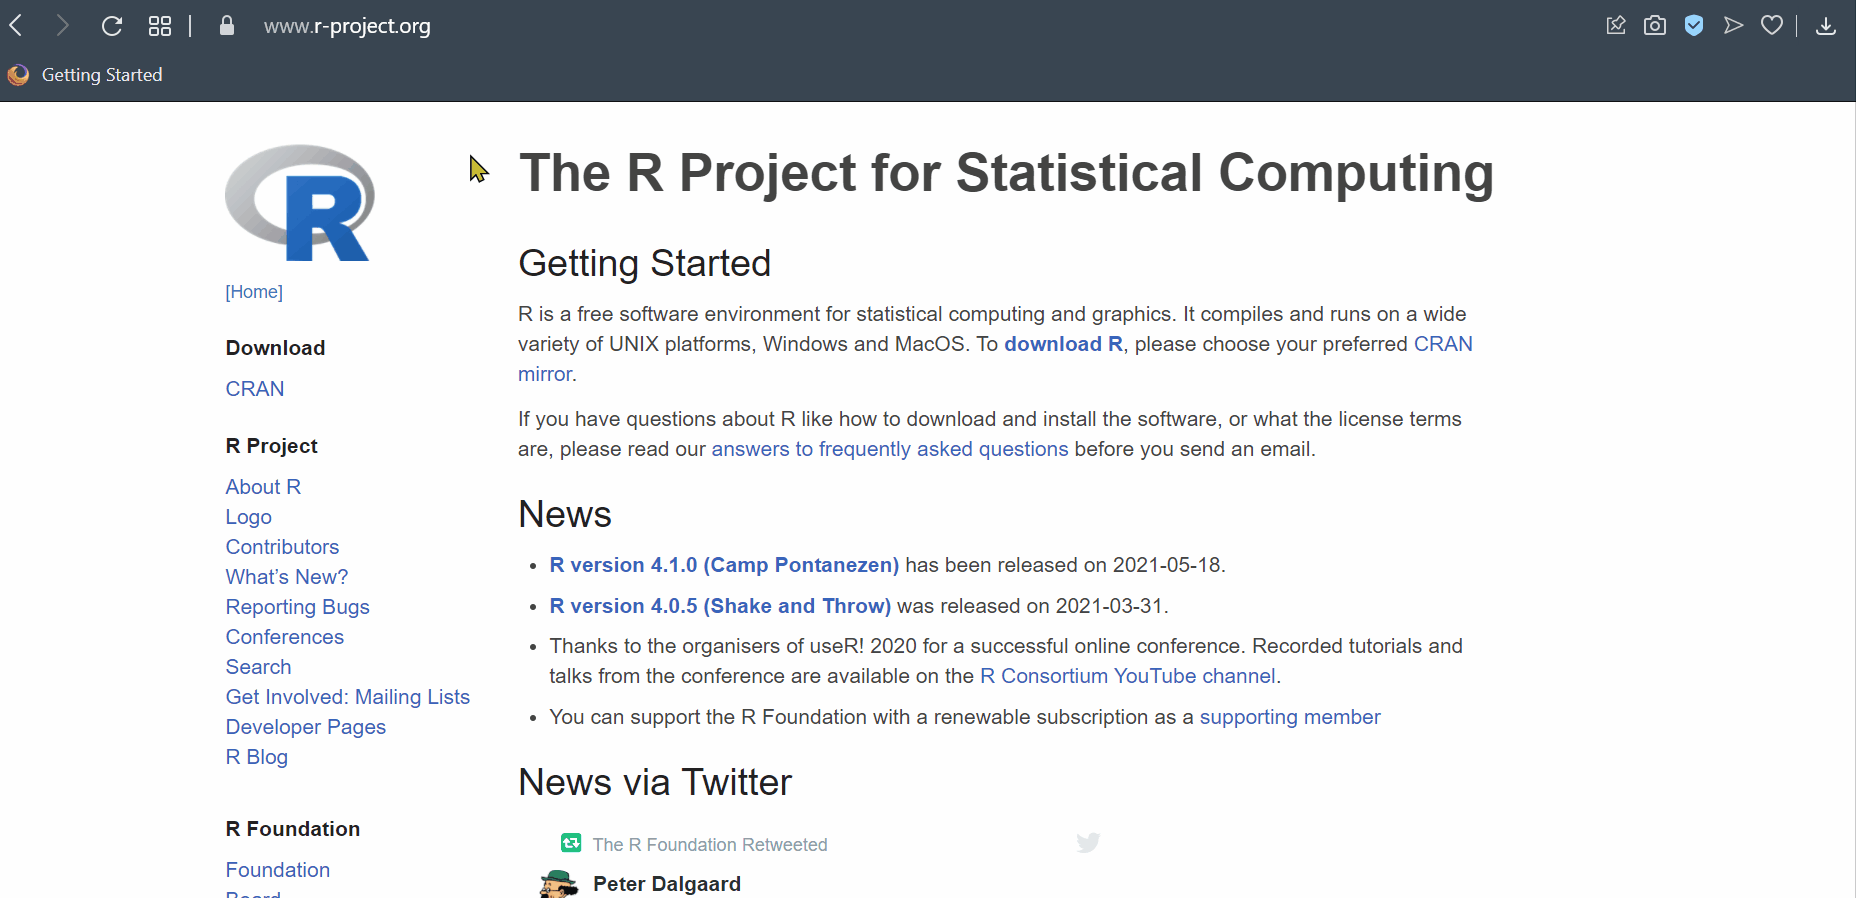 www.r-project.org
Getting Started
R
[Home]
Download
CRAN
R Project
About R
Logo
Contributors
What's New?
Reporting Bugs
Conferences
Search
Get Involved: Mailing Lists
Developer Pages
R Blog
R Foundation
Foundation
Board
The R Project for Statistical Computing
Getting Started
R is a free software environment for statistical computing and graphics. It compiles and runs on a wide
variety of UNIX platforms, Windows and MacOS. To download R, please choose your preferred CRAN
mirror.
If you have questions about R like how to download and install the software, or what the license terms
are, please read our answers to frequently asked questions before you send an email.
News
• R version 4.1.0 (Camp Pontanezen) has been released on 2021-05-18.
• R version 4.0.5 (Shake and Throw) was released on 2021-03-31.
• Thanks to the organisers of useR! 2020 for a successful online conference. Recorded tutorials and
talks from the conference are available on the R Consortium YouTube channel.
• You can support the R Foundation with a renewable subscription as a supporting member
News via Twitter
The R Foundation Retweeted
Peter Dalgaard